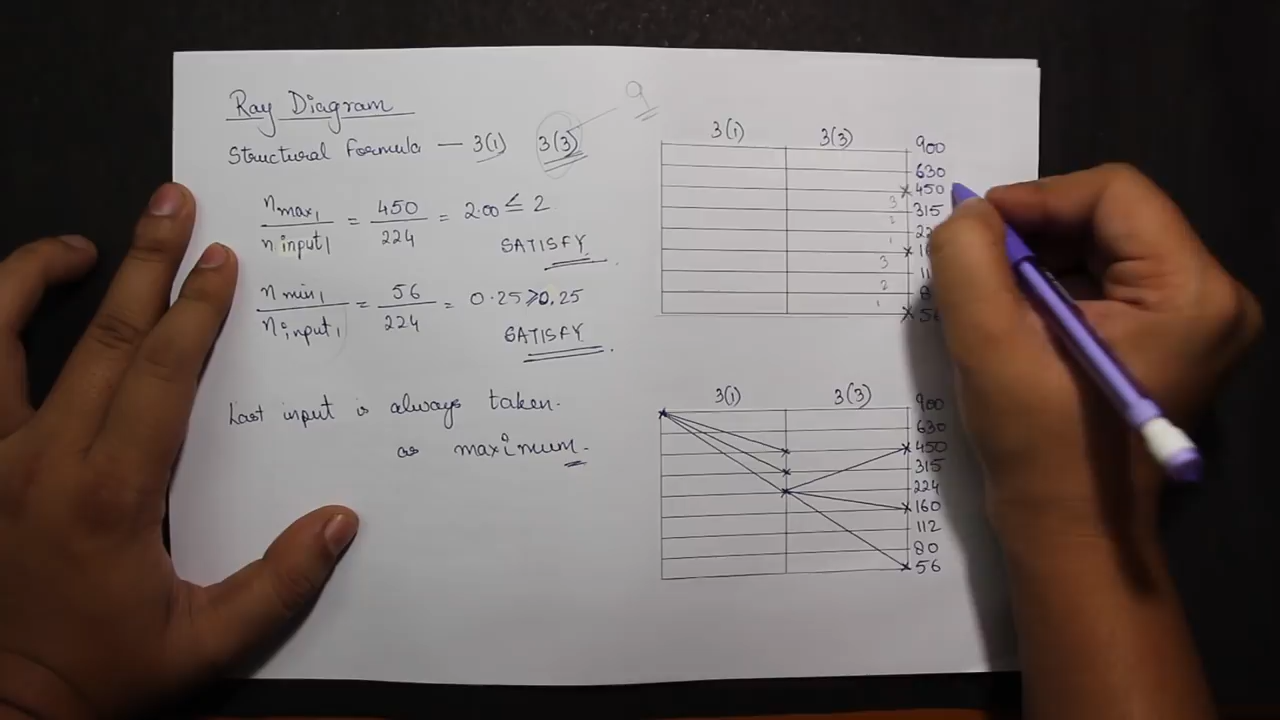 Ray Diagram
Structural Formula — 3(1) 3(3)
9
n max1 / n input1 = 450 / 224 = 2.00 ≤ 2
SATISFY
n min1 / n input1 = 56 / 224 = 0.25 ≥ 0.25
SATISFY.
Last input is always taken.
as maximum.
3(1) 3(3)
900
630
450
3
315
2
1
3
2
1
3(1) 3(3)
900
630
450
315
224
160
112
80
56